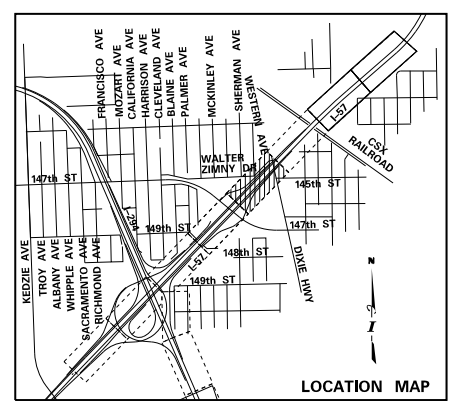 FRANCISCO AVE
MOZART AVE
CALIFORNIA AVE
HARRISON AVE
CLEVELAND AVE
BLAINE AVE
PALMER AVE
MCKINLEY AVE
SHERMAN AVE
WESTERN AVE
I-57
CSX
RAILROAD
WALTER
ZIMNY DR
147th ST
145th ST
I-294
149th ST
147th ST
I-57
148th ST
149th ST
DIXIE HWY
KEDZIE AVE
TROY AVE
ALBANY AVE
WHIPPLE AVE
SACRAMENTO AVE
RICHMOND AVE
N
LOCATION MAP